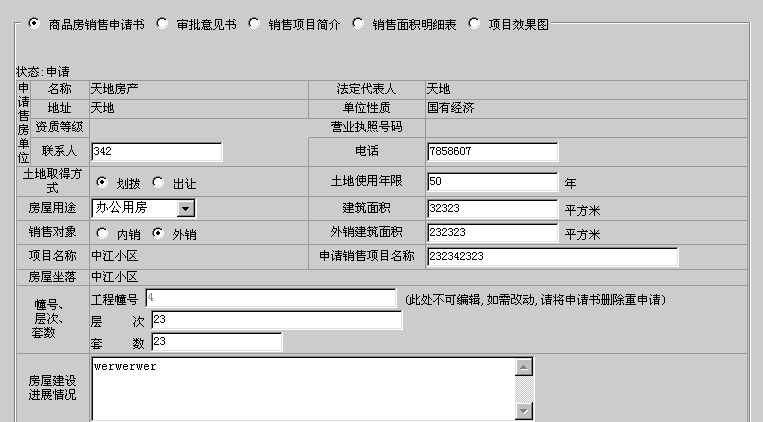 商品房销售申请书 审批意见书 销售项目简介 销售面积明细表 项目效果图
状态:申请
申请售房单位
名称 天地房产 法定代表人 天地
地址 天地 单位性质 国有经济
资质等级 营业执照号码
联系人 342 电话 7858607
土地取得方式 划拨 出让 土地使用年限 50 年
房屋用途 办公用房 建筑面积 32323 平方米
销售对象 内销 外销 外销建筑面积 232323 平方米
项目名称 中江小区 申请销售项目名称 232342323
房屋坐落 中江小区
幢号、层次、套数
工程幢号 4 (此处不可编辑,如需改动,请将申请书删除重申请)
层 次 23
套 数 23
房屋建设进展情况 werwerwer